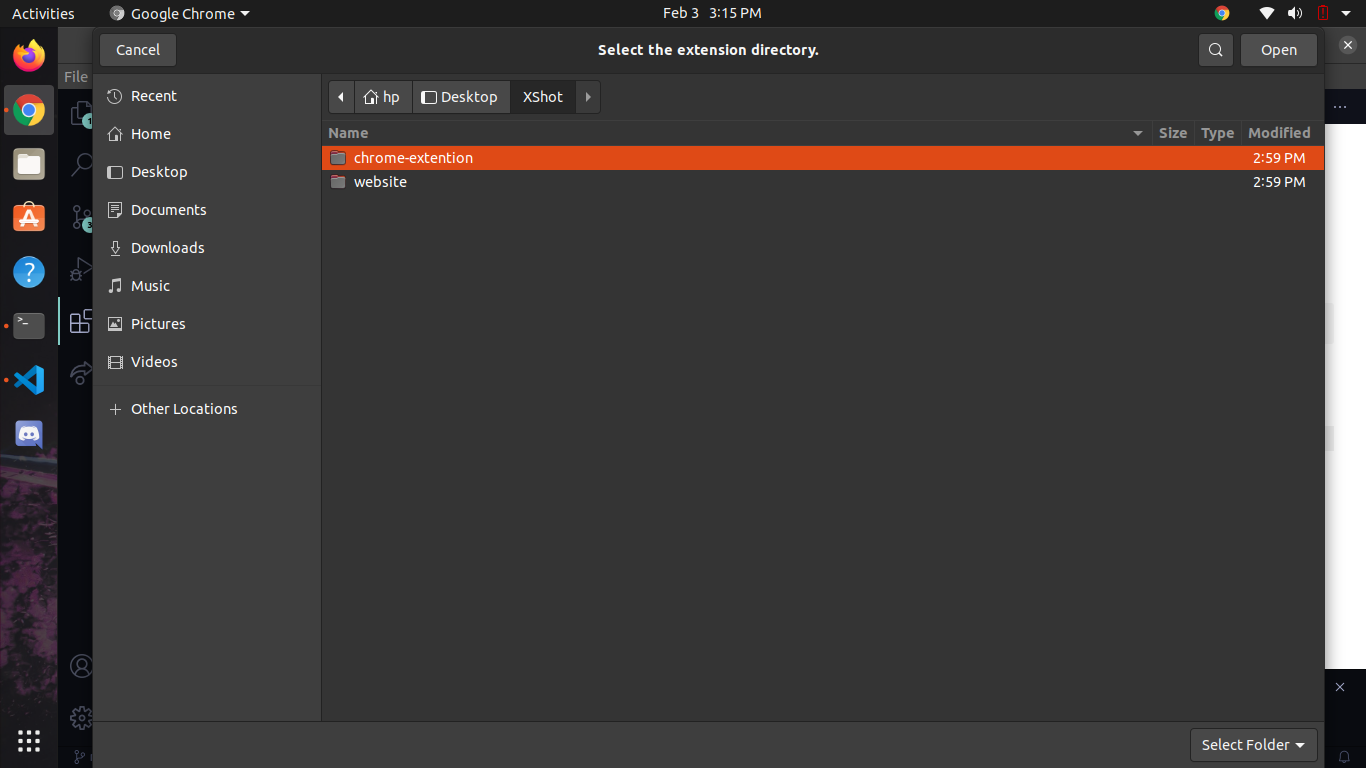 Activities Google Chrome Feb 3 3:15 PM
Cancel Select the extension directory. Open
File
Recent
Home
Desktop
Documents
Downloads
Music
Pictures
Videos
Other Locations
hp Desktop XShot
Name Size Type Modified
chrome-extention 2:59 PM
website 2:59 PM
Select Folder